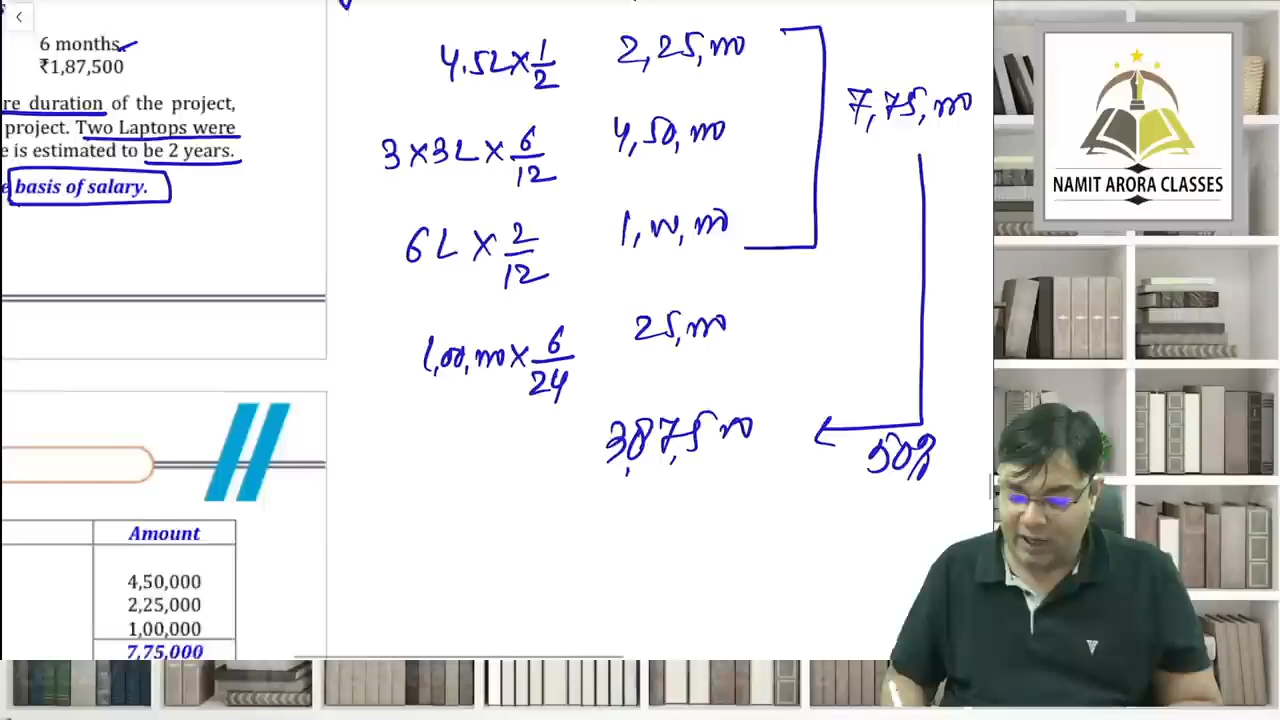 6 months
₹1,87,500
re duration of the project,
project. Two Laptops were
e is estimated to be 2 years.
e basis of salary.
Amount
4,50,000
2,25,000
1,00,000
7,75,000
4.5L × 1/2 2,25,000
3 × 3L × 6/12 4,50,000
6L × 2/12 1,00,000
7,75,000
1,00,000 × 6/24 25,000
3,87,500
50%
NAMIT ARORA CLASSES